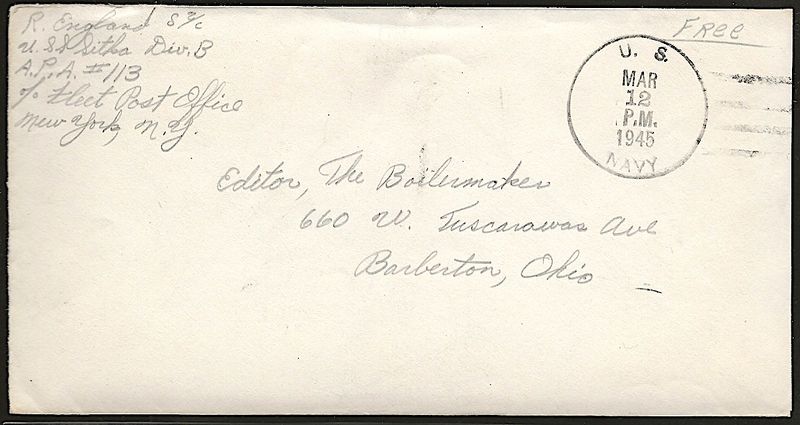 R. England S 2/c
U.S.S. Sitka Div. B
A.P.A. #113
c/o Fleet Post Office
New York, N.Y.
Free
U. S.
MAR
12
P.M.
1945
NAVY
Editor, The Boilermaker
660 W. Tuscarawas Ave
Barberton, Ohio